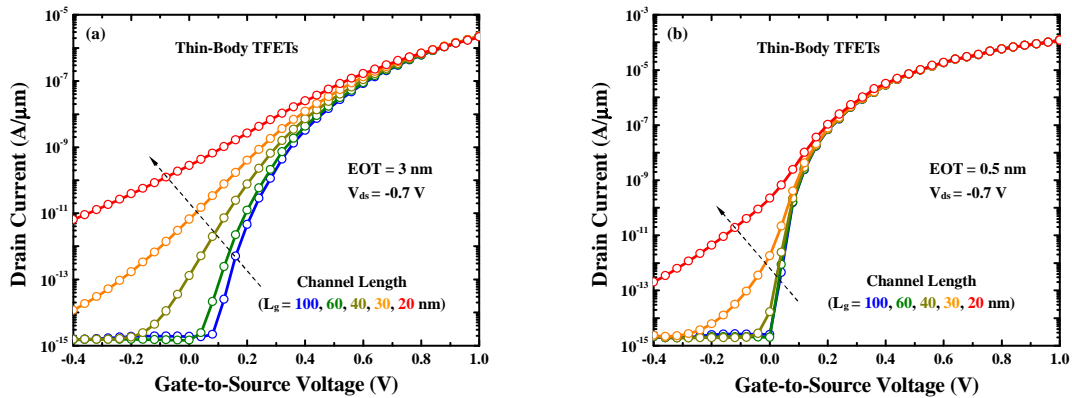 (a)
Thin-Body TFETs
EOT = 3 nm
Vds = -0.7 V
Channel Length
(Lg = 100, 60, 40, 30, 20 nm)
Drain Current (A/μm)
10-5
10-7
10-9
10-11
10-13
10-15
-0.4 -0.2 0.0 0.2 0.4 0.6 0.8 1.0
Gate-to-Source Voltage (V)
(b)
Thin-Body TFETs
EOT = 0.5 nm
Vds = -0.7 V
Channel Length
(Lg = 100, 60, 40, 30, 20 nm)
Drain Current (A/μm)
10-3
10-5
10-7
10-9
10-11
10-13
10-15
-0.4 -0.2 0.0 0.2 0.4 0.6 0.8 1.0
Gate-to-Source Voltage (V)